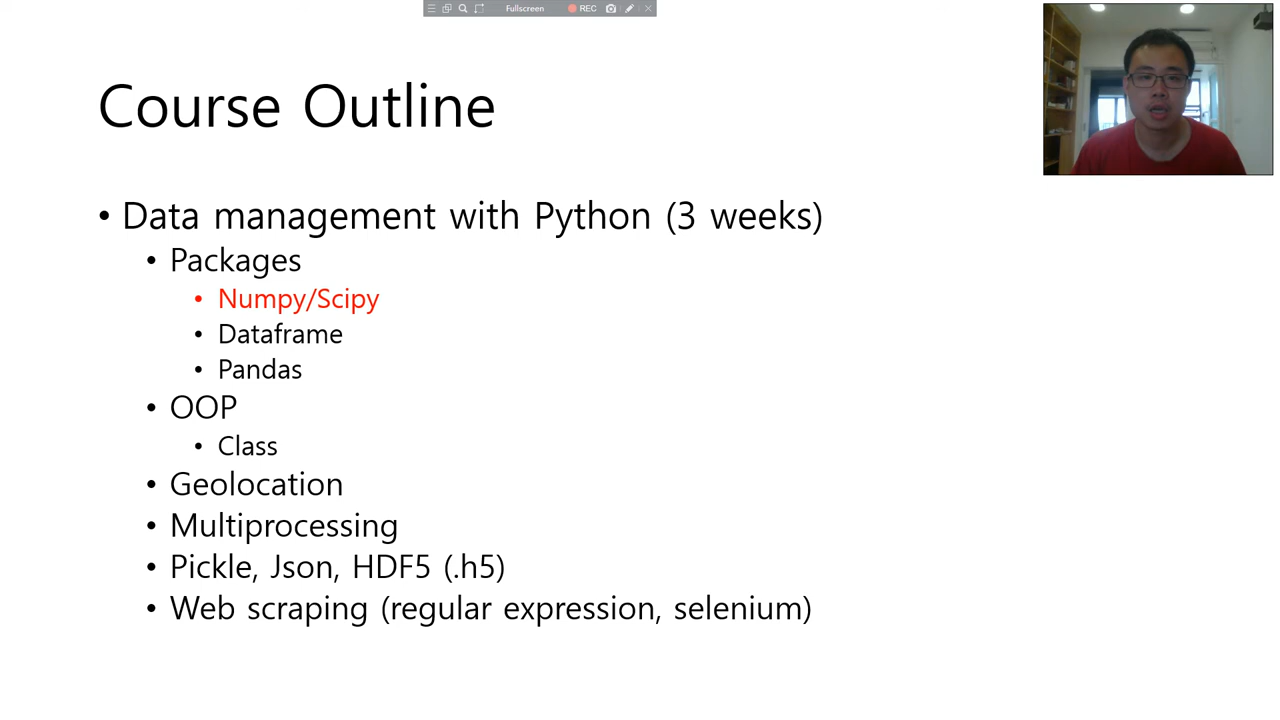 Fullscreen REC
Course Outline
• Data management with Python (3 weeks)
• Packages
• Numpy/Scipy
• Dataframe
• Pandas
• OOP
• Class
• Geolocation
• Multiprocessing
• Pickle, Json, HDF5 (.h5)
• Web scraping (regular expression, selenium)